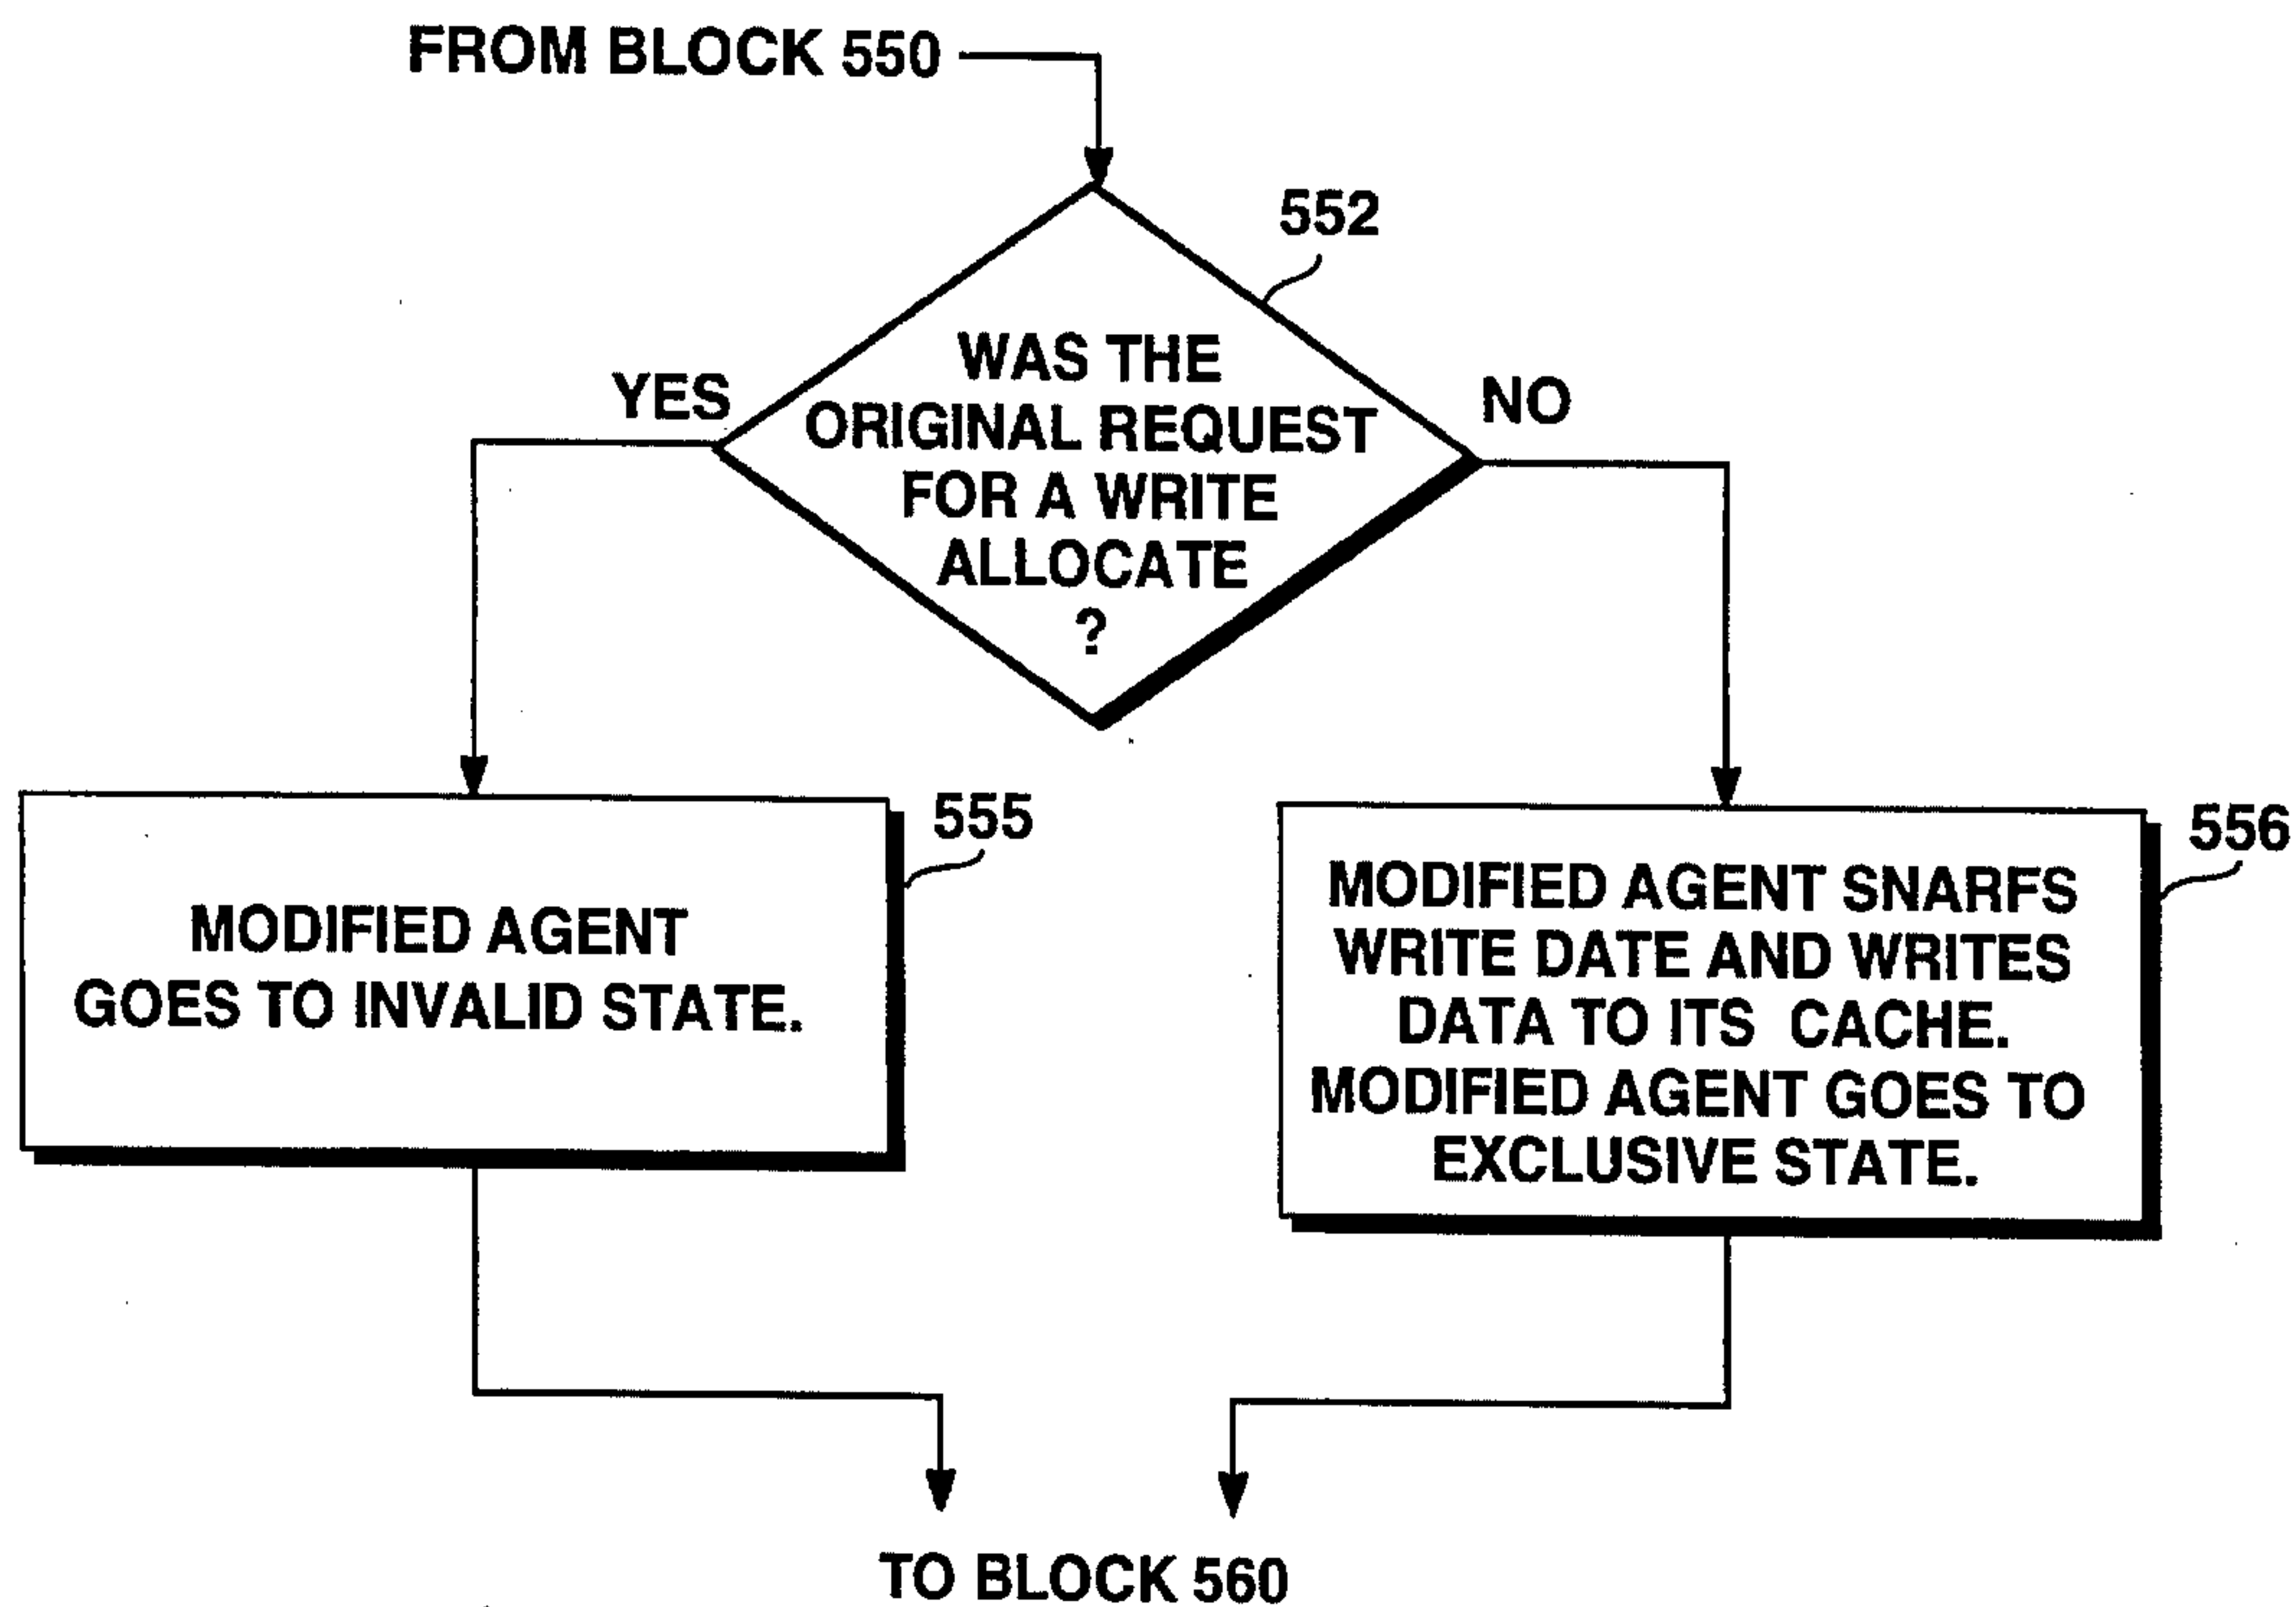 FROM BLOCK 550
552
WAS THE
ORIGINAL REQUEST
FOR A WRITE
ALLOCATE
?
YES
NO
555
MODIFIED AGENT
GOES TO INVALID STATE.
556
MODIFIED AGENT SNARFS
WRITE DATE AND WRITES
DATA TO ITS CACHE.
MODIFIED AGENT GOES TO
EXCLUSIVE STATE.
TO BLOCK 560